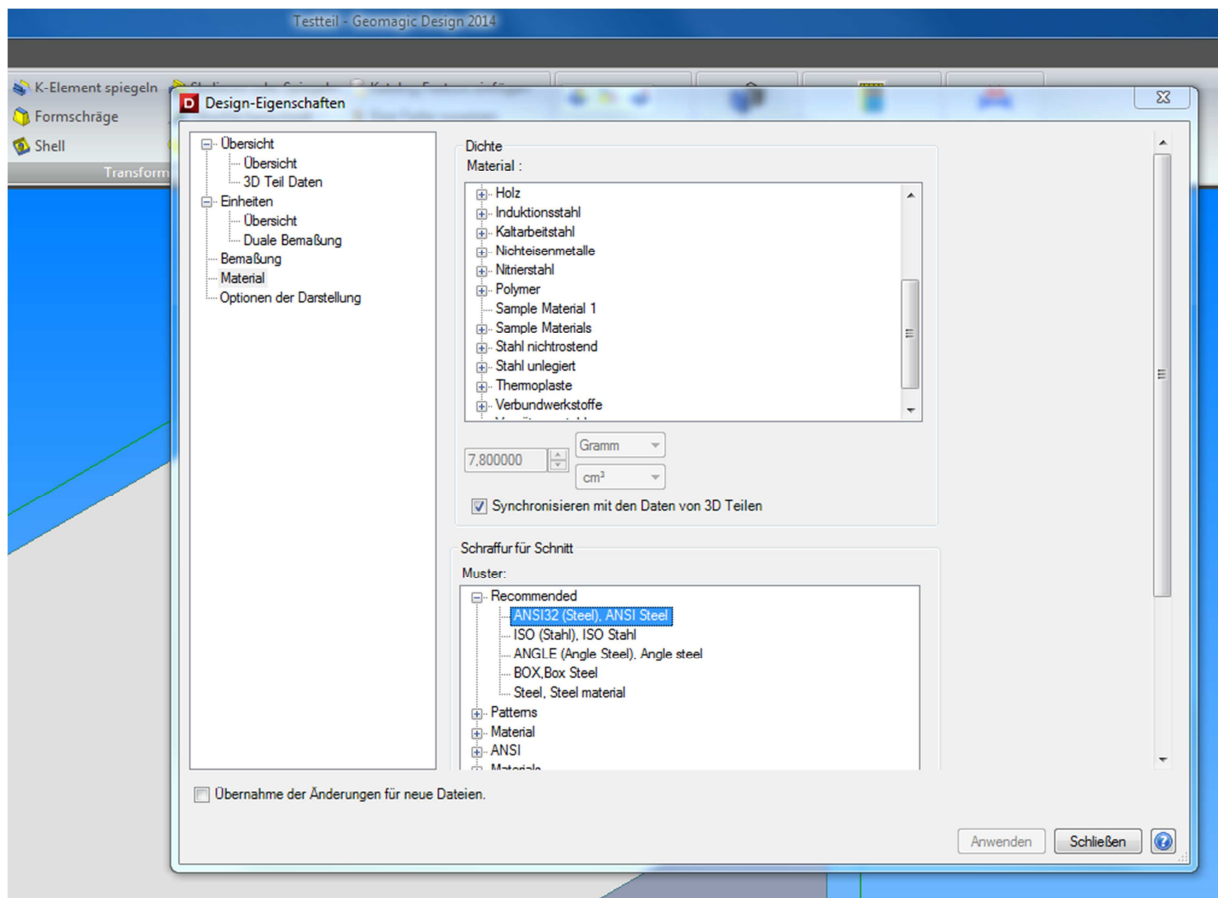 Testteil - Geomagic Design 2014
K-Element spiegeln
Formschräge
Shell
Transform
Design-Eigenschaften
Übersicht
Übersicht
3D Teil Daten
Einheiten
Übersicht
Duale Bemaßung
Bemaßung
Material
Optionen der Darstellung
Dichte
Material :
Holz
Induktionsstahl
Kaltarbeitstahl
Nichteisenmetalle
Nitrierstahl
Polymer
Sample Material 1
Sample Materials
Stahl nichtrostend
Stahl unlegiert
Thermoplaste
Verbundwerkstoffe
7,800000
Gramm
cm³
Synchronisieren mit den Daten von 3D Teilen
Schraffur für Schnitt
Muster:
Recommended
ANSI32 (Steel), ANSI Steel
ISO (Stahl), ISO Stahl
ANGLE (Angle Steel), Angle steel
BOX,Box Steel
Steel, Steel material
Patterns
Material
ANSI
Materials
Übernahme der Änderungen für neue Dateien.
Anwenden
Schließen